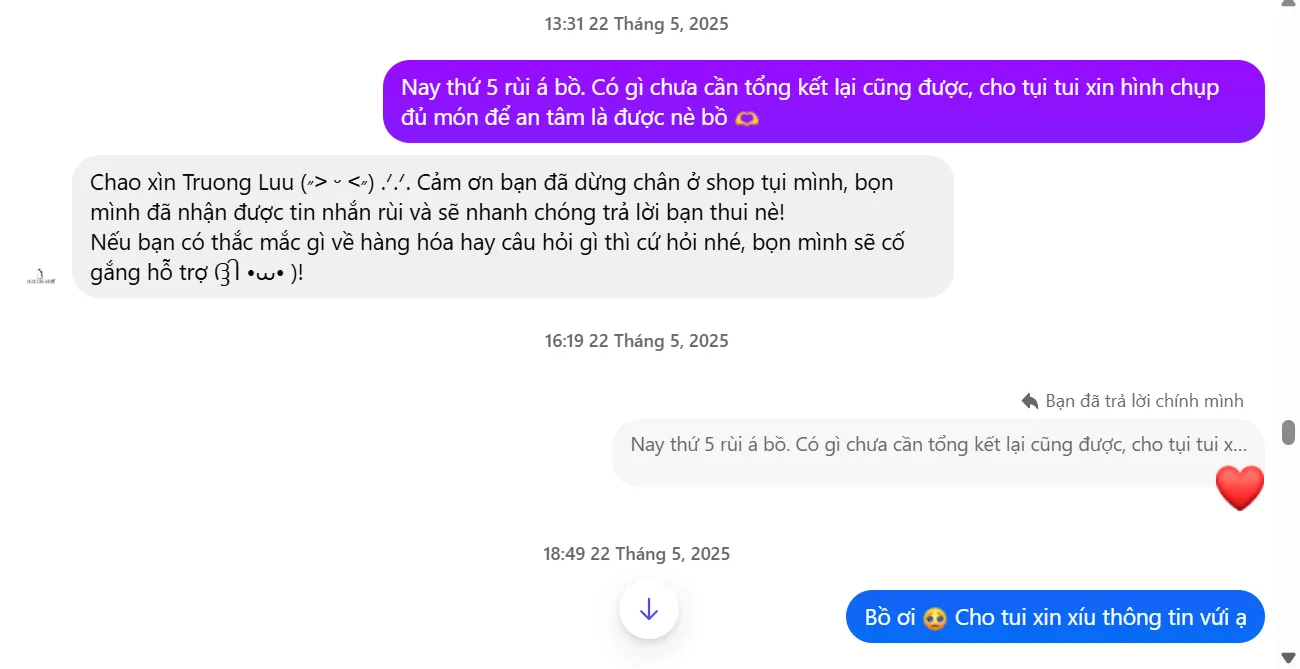 13:31 22 Tháng 5, 2025
Nay thứ 5 rùi á bồ. Có gì chưa cần tổng kết lại cũng được, cho tụi tui xin hình chụp
đủ món để an tâm là được nè bồ 🫶
Chao xìn Truong Luu (˶˃ ᵕ ˂˶) .ᐟ.ᐟ. Cảm ơn bạn đã dừng chân ở shop tụi mình, bọn
mình đã nhận được tin nhắn rùi và sẽ nhanh chóng trả lời bạn thui nè!
Nếu bạn có thắc mắc gì về hàng hóa hay câu hỏi gì thì cứ hỏi nhé, bọn mình sẽ cố
gắng hỗ trợ (ദ്ദി •⩊• )!
16:19 22 Tháng 5, 2025
Bạn đã trả lời chính mình
Nay thứ 5 rùi á bồ. Có gì chưa cần tổng kết lại cũng được, cho tụi tui x...
❤️
18:49 22 Tháng 5, 2025
Bồ ơi 🥹 Cho tui xin xíu thông tin vứi ạ